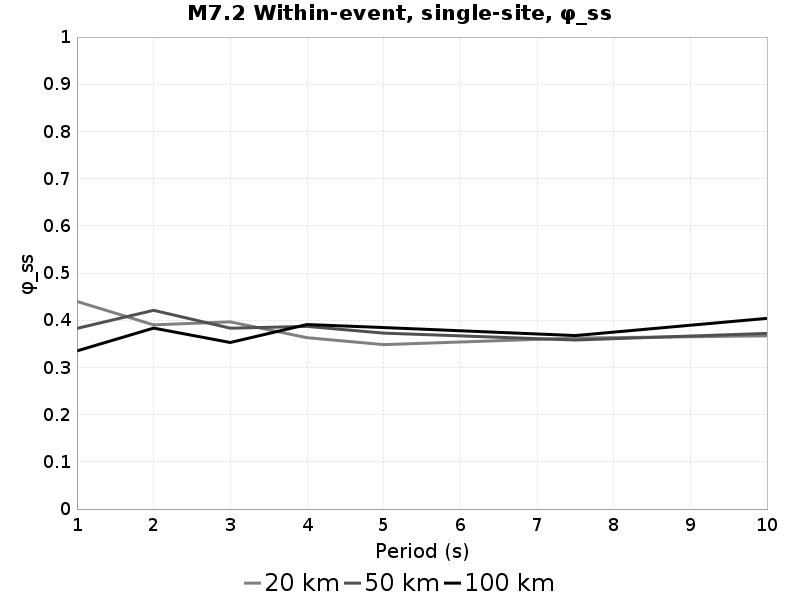 M7.2 Within-event, single-site, φ_ss
1
0.9
0.8
0.7
0.6
0.5
0.4
0.3
0.2
0.1
0
φ_ss
1 2 3 4 5 6 7 8 9 10
Period (s)
20 km 50 km 100 km